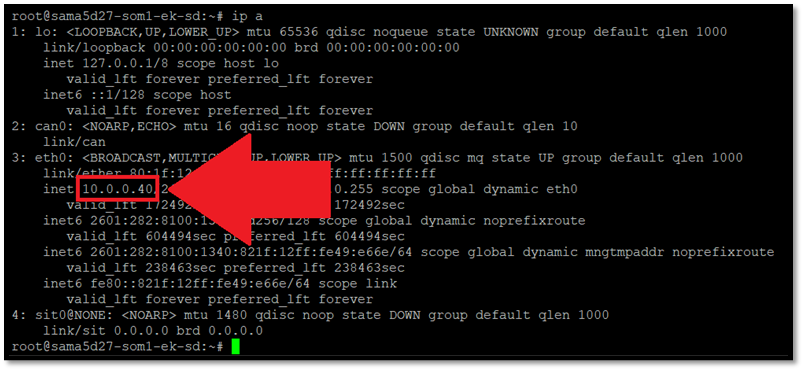 root@sama5d27-som1-ek-sd:~# ip a
1: lo: <LOOPBACK,UP,LOWER_UP> mtu 65536 qdisc noqueue state UNKNOWN group default qlen 1000
link/loopback 00:00:00:00:00:00 brd 00:00:00:00:00:00
inet 127.0.0.1/8 scope host lo
valid_lft forever preferred_lft forever
inet6 ::1/128 scope host
valid_lft forever preferred_lft forever
2: can0: <NOARP,ECHO> mtu 16 qdisc noop state DOWN group default qlen 10
link/can
3: eth0: <BROADCAST,MULTIC UP,LOWER_UP> mtu 1500 qdisc mq state UP group default qlen 1000
link/ether 80:1f:12 ff:ff:ff:ff:ff
inet 10.0.0.40 0.255 scope global dynamic eth0
valid_lft 172492 172492sec
inet6 2601:282:8100:13 256/128 scope global dynamic noprefixroute
valid_lft 604494sec preferred_lft 604494sec
inet6 2601:282:8100:1340:821f:12ff:fe49:e66e/64 scope global dynamic mngtmpaddr noprefixroute
valid_lft 238463sec preferred_lft 238463sec
inet6 fe80::821f:12ff:fe49:e66e/64 scope link
valid_lft forever preferred_lft forever
4: sit0@NONE: <NOARP> mtu 1480 qdisc noop state DOWN group default qlen 1000
link/sit 0.0.0.0 brd 0.0.0.0
root@sama5d27-som1-ek-sd:~#